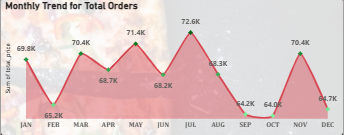 Monthly Trend for Total Orders
Sum of total_price
69.8K
65.2K
70.4K
68.7K
71.4K
68.2K
72.6K
68.3K
64.2K
64.0K
70.4K
64.7K
JAN FEB MAR APR MAY JUN JUL AUG SEP OCT NOV DEC